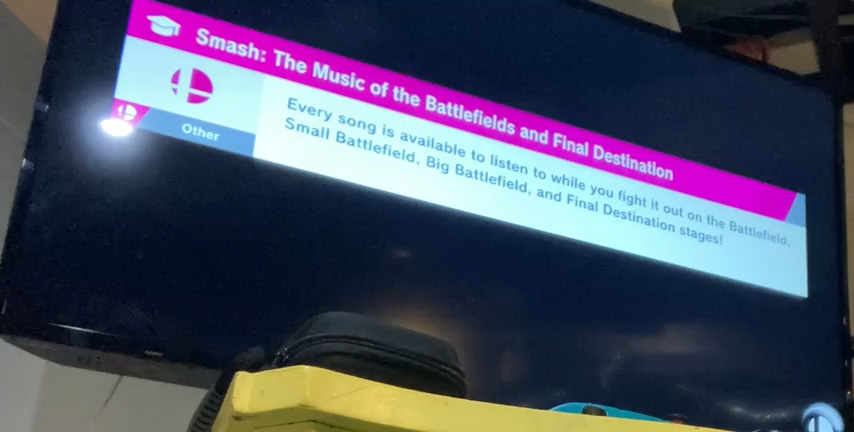 Smash: The Music of the Battlefields and Final Destination
Other
Every song is available to listen to while you fight it out on the Battlefield,
Small Battlefield, Big Battlefield, and Final Destination stages!